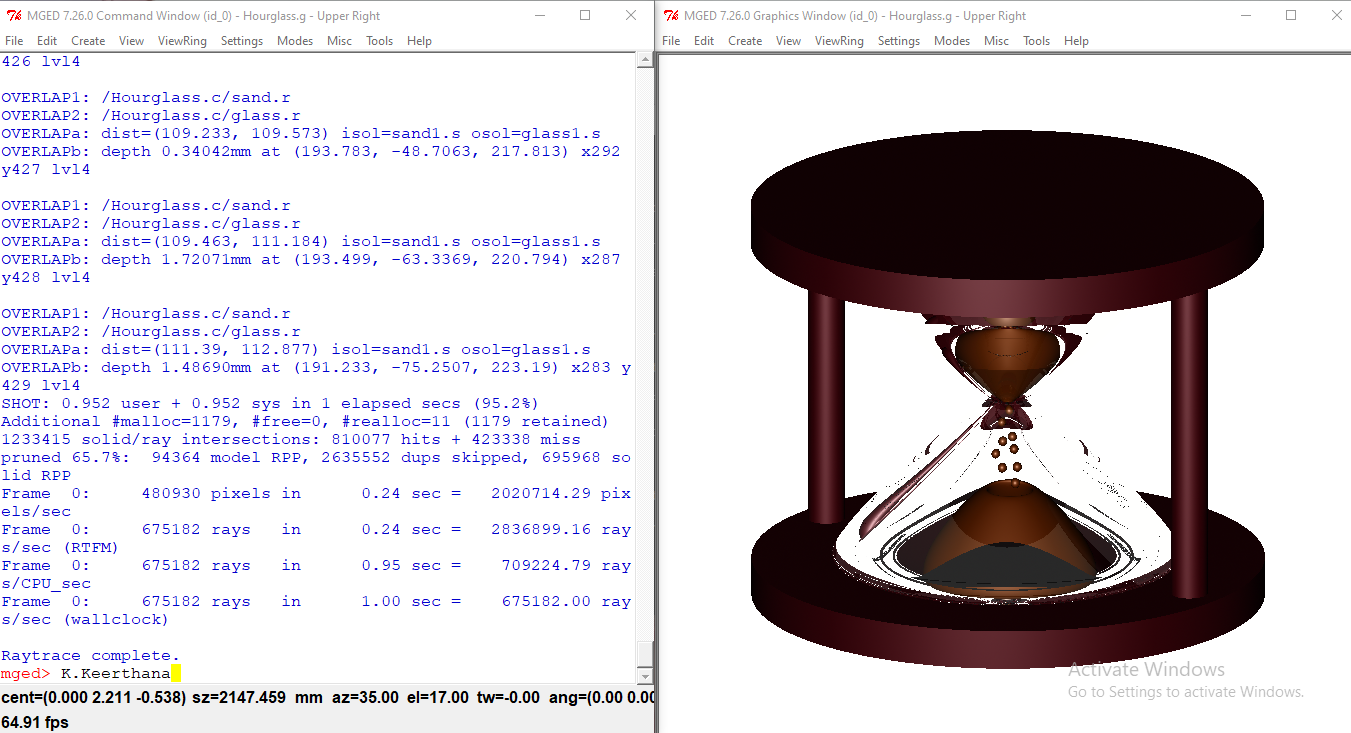 MGED 7.26.0 Command Window (id_0) - Hourglass.g - Upper Right
File Edit Create View ViewRing Settings Modes Misc Tools Help
426 lvl4
OVERLAP1: /Hourglass.c/sand.r
OVERLAP2: /Hourglass.c/glass.r
OVERLAPa: dist=(109.233, 109.573) isol=sand1.s osol=glass1.s
OVERLAPb: depth 0.34042mm at (193.783, -48.7063, 217.813) x292
y427 lvl4
OVERLAP1: /Hourglass.c/sand.r
OVERLAP2: /Hourglass.c/glass.r
OVERLAPa: dist=(109.463, 111.184) isol=sand1.s osol=glass1.s
OVERLAPb: depth 1.72071mm at (193.499, -63.3369, 220.794) x287
y428 lvl4
OVERLAP1: /Hourglass.c/sand.r
OVERLAP2: /Hourglass.c/glass.r
OVERLAPa: dist=(111.39, 112.877) isol=sand1.s osol=glass1.s
OVERLAPb: depth 1.48690mm at (191.233, -75.2507, 223.19) x283 y
429 lvl4
SHOT: 0.952 user + 0.952 sys in 1 elapsed secs (95.2%)
Additional #malloc=1179, #free=0, #realloc=11 (1179 retained)
1233415 solid/ray intersections: 810077 hits + 423338 miss
pruned 65.7%:  94364 model RPP, 2635552 dups skipped, 695968 so
lid RPP
Frame  0:     480930 pixels in      0.24 sec =   2020714.29 pix
els/sec
Frame  0:     675182 rays   in      0.24 sec =   2836899.16 ray
s/sec (RTFM)
Frame  0:     675182 rays   in      0.95 sec =    709224.79 ray
s/CPU_sec
Frame  0:     675182 rays   in      1.00 sec =    675182.00 ray
s/sec (wallclock)
Raytrace complete.
mged> K.Keerthana
cent=(0.000 2.211 -0.538) sz=2147.459  mm  az=35.00  el=17.00  tw=-0.00  ang=(0.00 0.00
64.91 fps
MGED 7.26.0 Graphics Window (id_0) - Hourglass.g - Upper Right
File Edit Create View ViewRing Settings Modes Misc Tools Help
Activate Windows
Go to Settings to activate Windows.